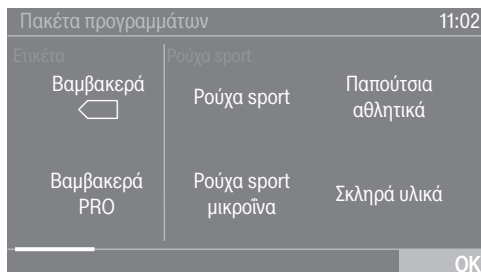 Πακέτα προγραμμάτων 11:02
Ετικέτα Ρούχα sport
Βαμβακερά
Ρούχα sport
Παπούτσια
αθλητικά
Βαμβακερά
PRO
Ρούχα sport
μικροΐνα
Σκληρά υλικά
OK